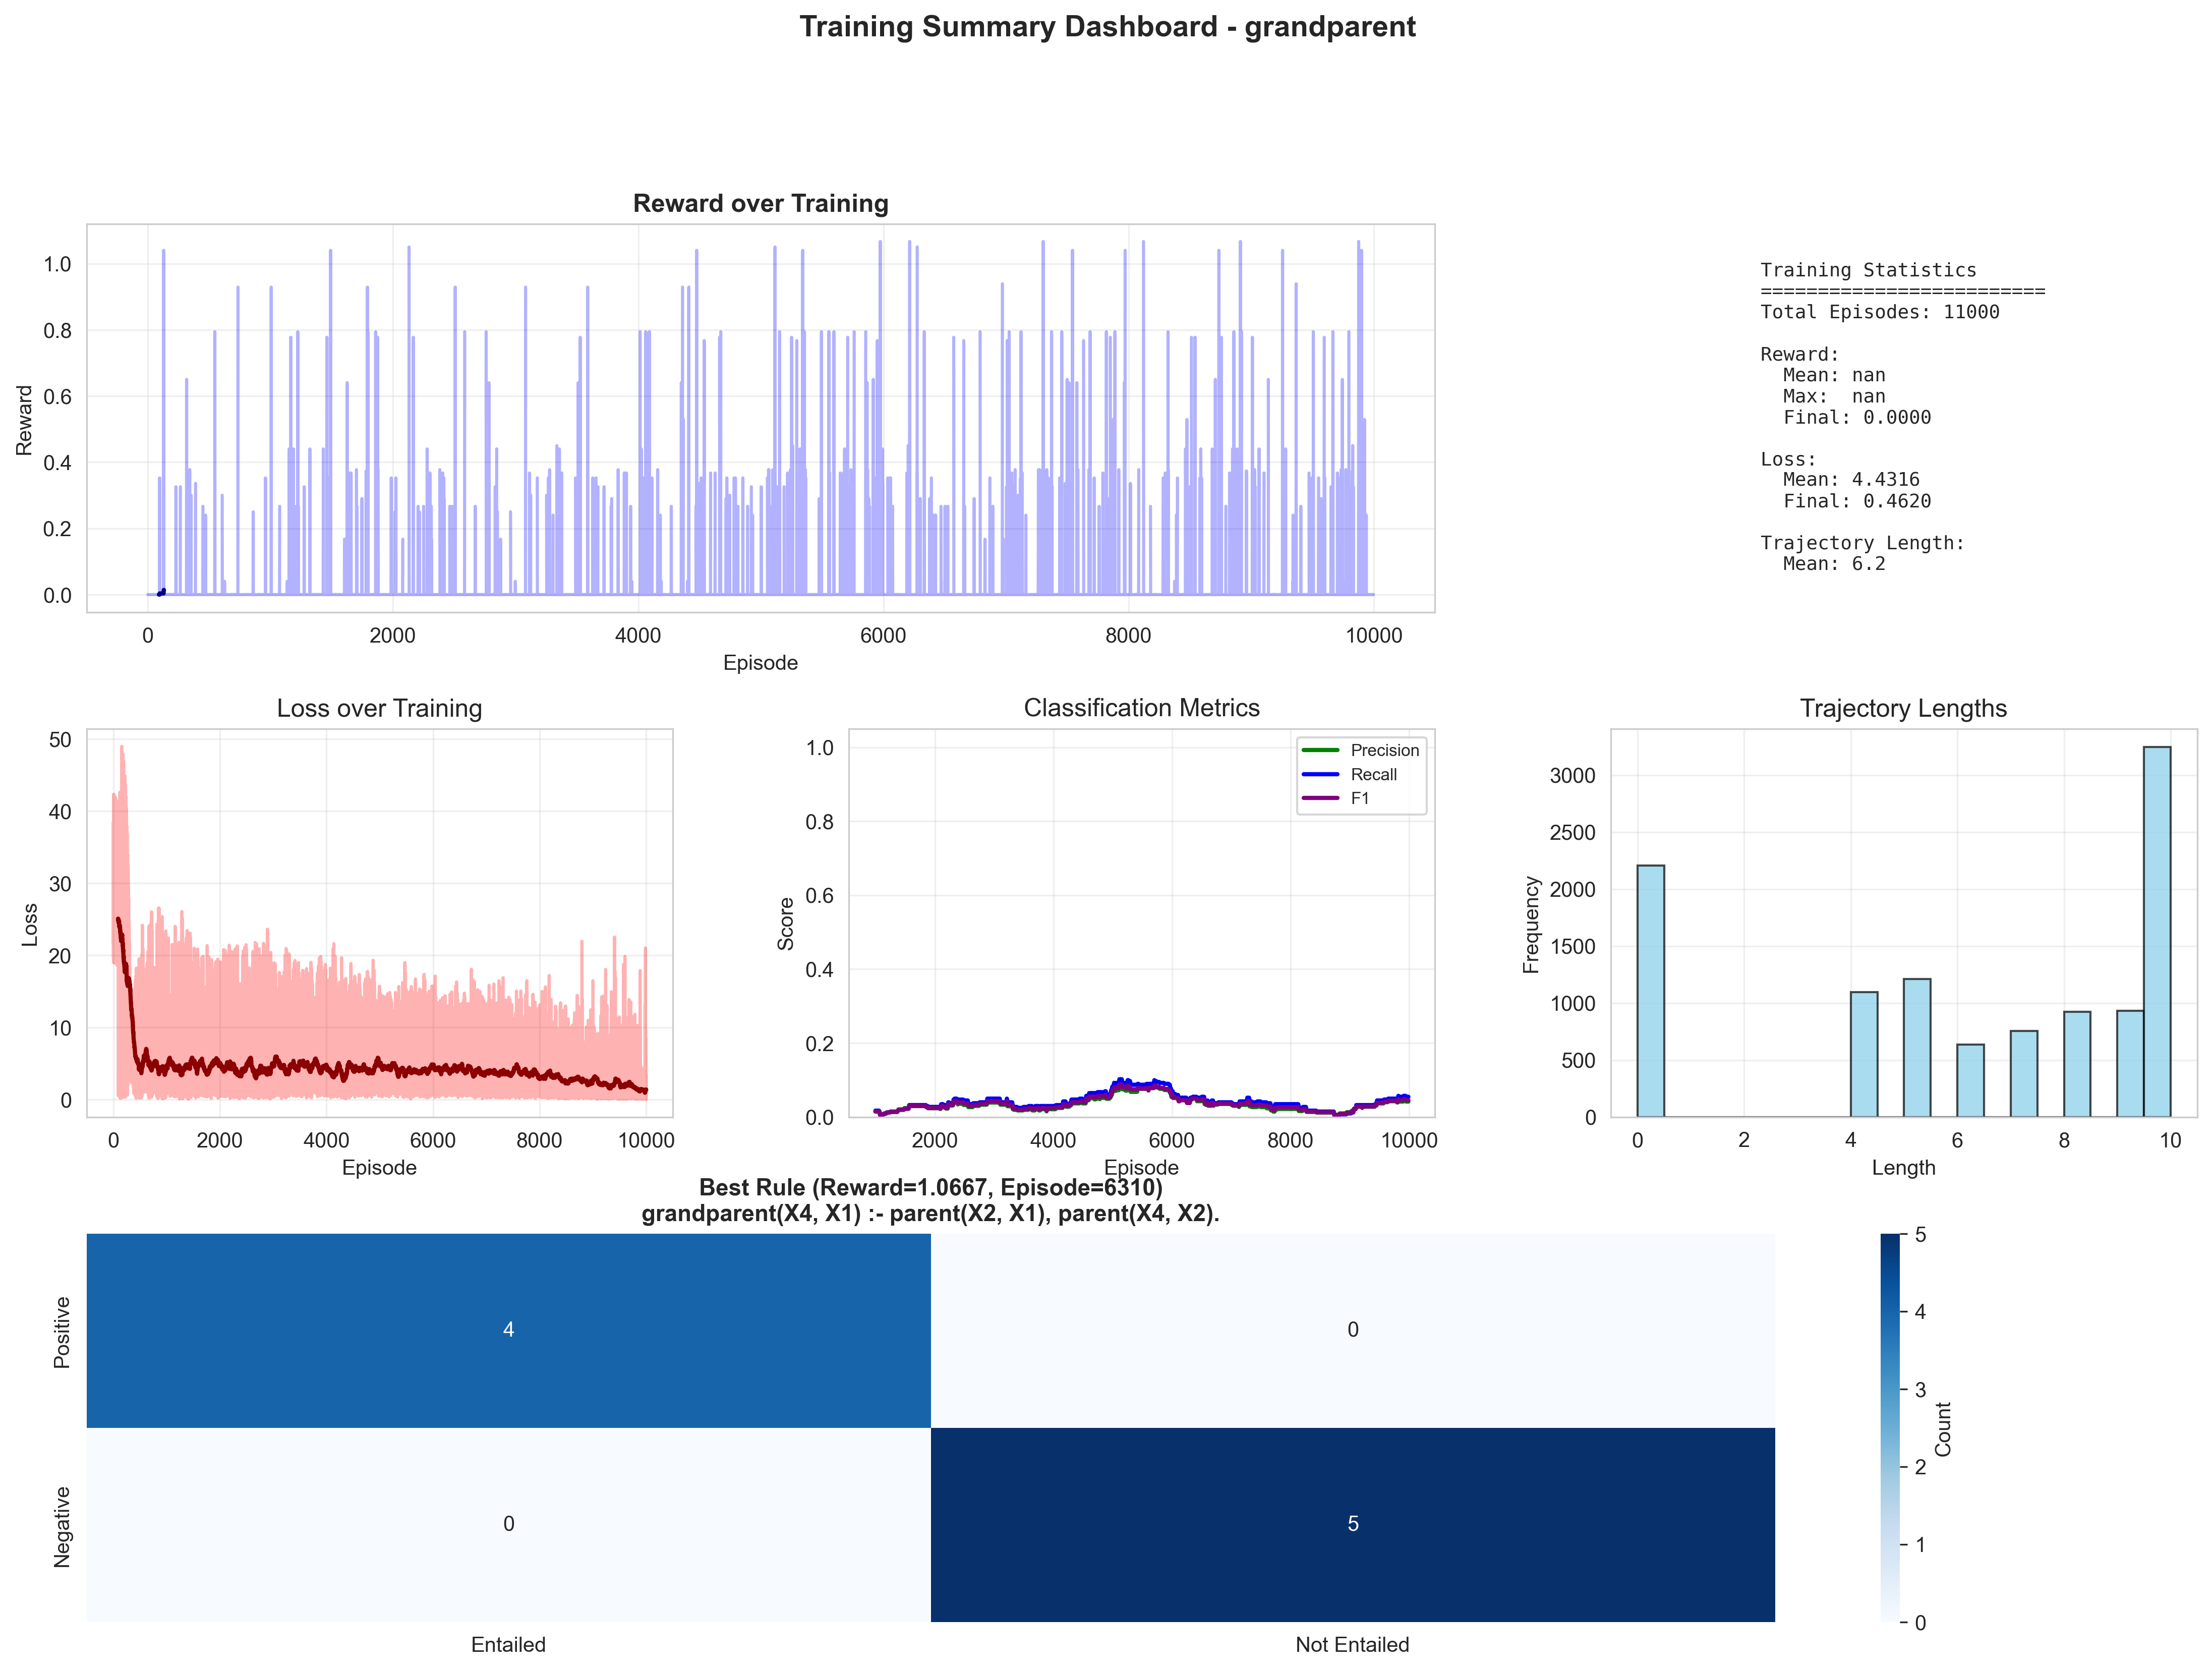 Training Summary Dashboard - grandparent
Reward over Training
1.0
0.8
0.6
0.4
0.2
0.0
Reward
0 2000 4000 6000 8000 10000
Episode
Training Statistics
=========================
Total Episodes: 11000
Reward:
Mean: nan
Max: nan
Final: 0.0000
Loss:
Mean: 4.4316
Final: 0.4620
Trajectory Length:
Mean: 6.2
Loss over Training
50
40
30
20
10
0
Loss
0 2000 4000 6000 8000 10000
Episode
Classification Metrics
1.0
0.8
0.6
0.4
0.2
0.0
Score
Precision
Recall
F1
2000 4000 6000 8000 10000
Episode
Trajectory Lengths
3000
2500
2000
1500
1000
500
0
Frequency
0 2 4 6 8 10
Length
Best Rule (Reward=1.0667, Episode=6310)
grandparent(X4, X1) :- parent(X2, X1), parent(X4, X2).
Positive
4 0
Negative
0 5
Entailed Not Entailed
5
4
3
2
1
0
Count